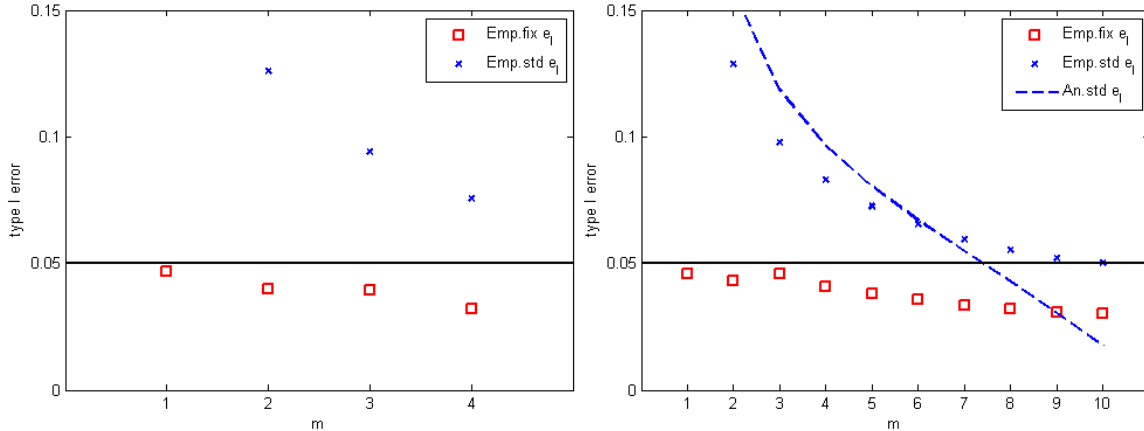 0.15
0.1
0.05
0
type I error
1 2 3 4
m
Emp.fix e_I
Emp.std e_I
0.15
0.1
0.05
0
type I error
1 2 3 4 5 6 7 8 9 10
m
Emp.fix e_I
Emp.std e_I
An.std e_I